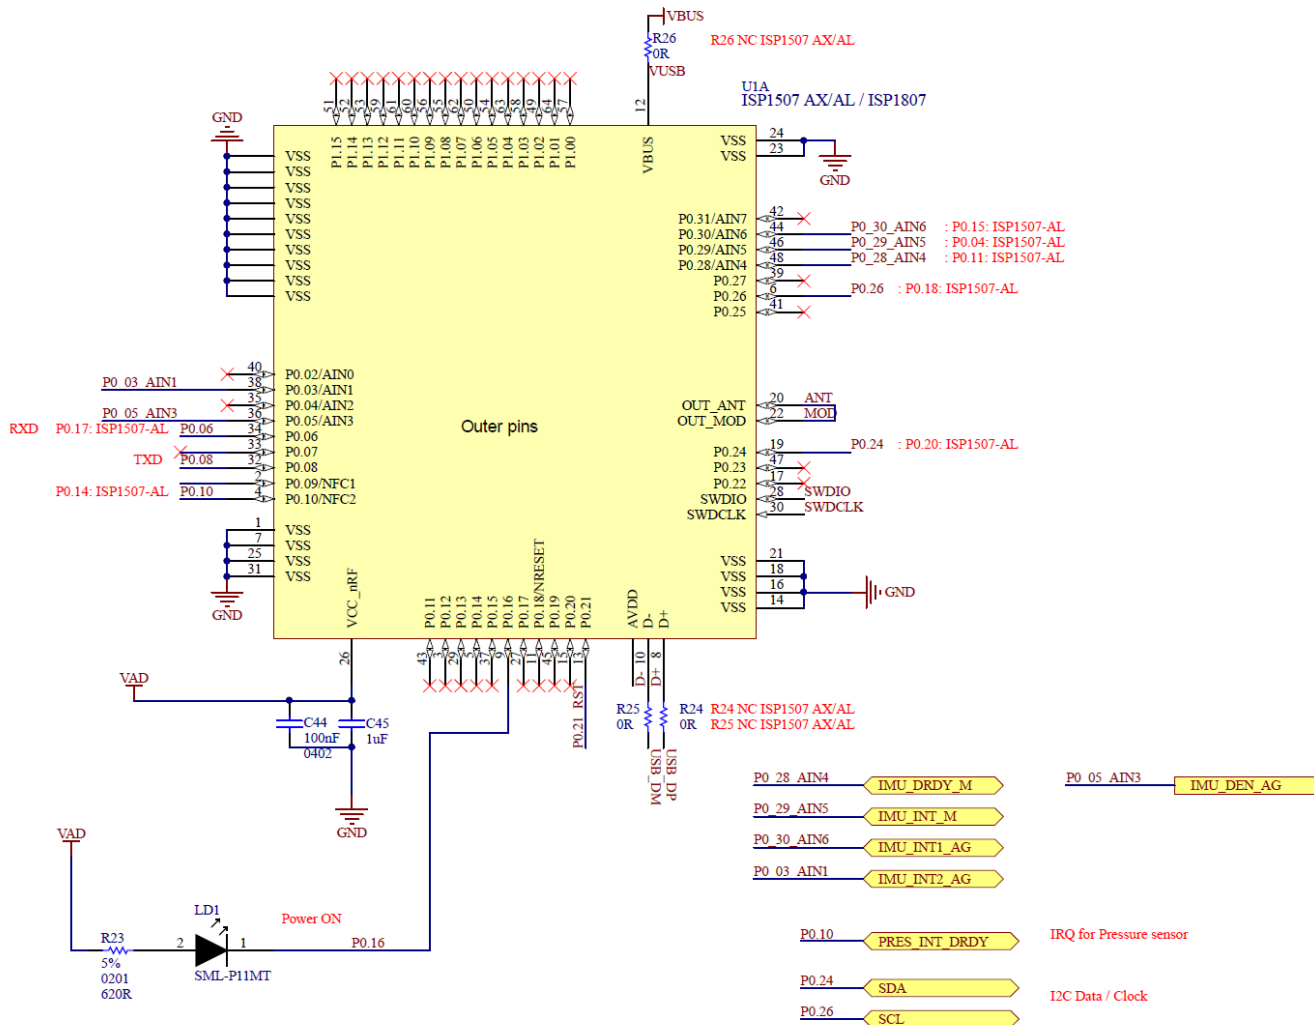 VBUS
R26
0R
R26 NC ISP1507 AX/AL
VUSB
U1A
ISP1507 AX/AL / ISP1807
51 52 53 59 61 60 56 55 62 50 54 63 58 49 64 57
12
P1.15 P1.14 P1.13 P1.12 P1.11 P1.10 P1.09 P1.08 P1.07 P1.06 P1.05 P1.04 P1.03 P1.02 P1.01 P1.00
VBUS
GND
VSS
VSS
VSS
VSS
VSS
VSS
VSS
VSS
VSS
VSS
VSS 24
VSS 23
GND
P0.31/AIN7 42
P0.30/AIN6 44 P0_30_AIN6 : P0.15: ISP1507-AL
P0.29/AIN5 46 P0_29_AIN5 : P0.04: ISP1507-AL
P0.28/AIN4 48 P0_28_AIN4 : P0.11: ISP1507-AL
P0.27 39
P0.26 6 P0.26 : P0.18: ISP1507-AL
P0.25 41
40 P0.02/AIN0
P0_03_AIN1 38 P0.03/AIN1
35 P0.04/AIN2
P0_05_AIN3 36 P0.05/AIN3
RXD P0.17: ISP1507-AL P0.06 34 P0.06
33 P0.07
TXD P0.08 32 P0.08
2 P0.09/NFC1
P0.14: ISP1507-AL P0.10 4 P0.10/NFC2
Outer pins
OUT_ANT 20 ANT
OUT_MOD 22 MOD
P0.24 19 P0.24 : P0.20: ISP1507-AL
P0.23 47
P0.22 17
SWDIO 28 SWDIO
SWDCLK 30 SWDCLK
1 VSS
7 VSS
25 VSS
31 VSS
GND
VSS 21
VSS 18
VSS 16
VSS 14
GND
VCC_nRF
P0.11 P0.12 P0.13 P0.14 P0.15 P0.16 P0.17 P0.18/NRESET P0.19 P0.20 P0.21
AVDD D- D+
26
43 3 29 5 37 9 27 11 45 15 13
10 8
D- D+
P0.21_RST
VAD
C44
100nF
0402
C45
1uF
GND
R25
0R
R24
0R
R24 NC ISP1507 AX/AL
R25 NC ISP1507 AX/AL
USB_DM USB_DP
P0_28_AIN4 IMU_DRDY_M
P0_29_AIN5 IMU_INT_M
P0_30_AIN6 IMU_INT1_AG
P0_03_AIN1 IMU_INT2_AG
P0_05_AIN3 IMU_DEN_AG
VAD
R23
5%
0201
620R
LD1
2 1
SML-P11MT
Power ON
P0.16
P0.10 PRES_INT_DRDY IRQ for Pressure sensor
P0.24 SDA
I2C Data / Clock
P0.26 SCL